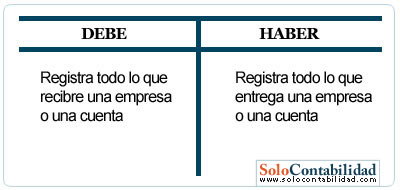 DEBE
HABER
Registra todo lo que
recibre una empresa
o una cuenta
Registra todo lo que
entrega una empresa
o una cuenta
SoloContabilidad
www.solocontabilidad.com